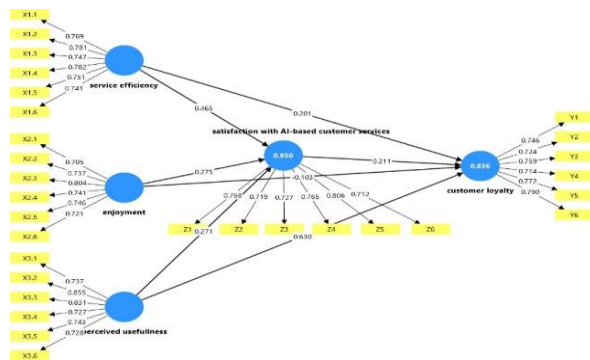 X1.1
X1.2
X1.3
X1.4
X1.5
X1.6
0.769
0.781
0.747
0.782
0.751
0.741
service efficiency
0.465
0.201
X2.1
X2.2
X2.3
X2.4
X2.5
X2.6
0.705
0.737
0.804
0.741
0.746
0.721
enjoyment
0.275
satisfaction with AI-based customer services
0.850
0.211
-0.103
0.768
0.719
0.727
0.765
0.806
0.712
Z1
Z2
Z3
Z4
Z5
Z6
0.836
customer loyalty
0.746
0.724
0.759
0.714
0.772
0.790
Y1
Y2
Y3
Y4
Y5
Y6
0.271
0.630
X3.1
X3.2
X3.3
X3.4
X3.5
X3.6
0.737
0.855
0.831
0.727
0.743
0.728
perceived usefullness